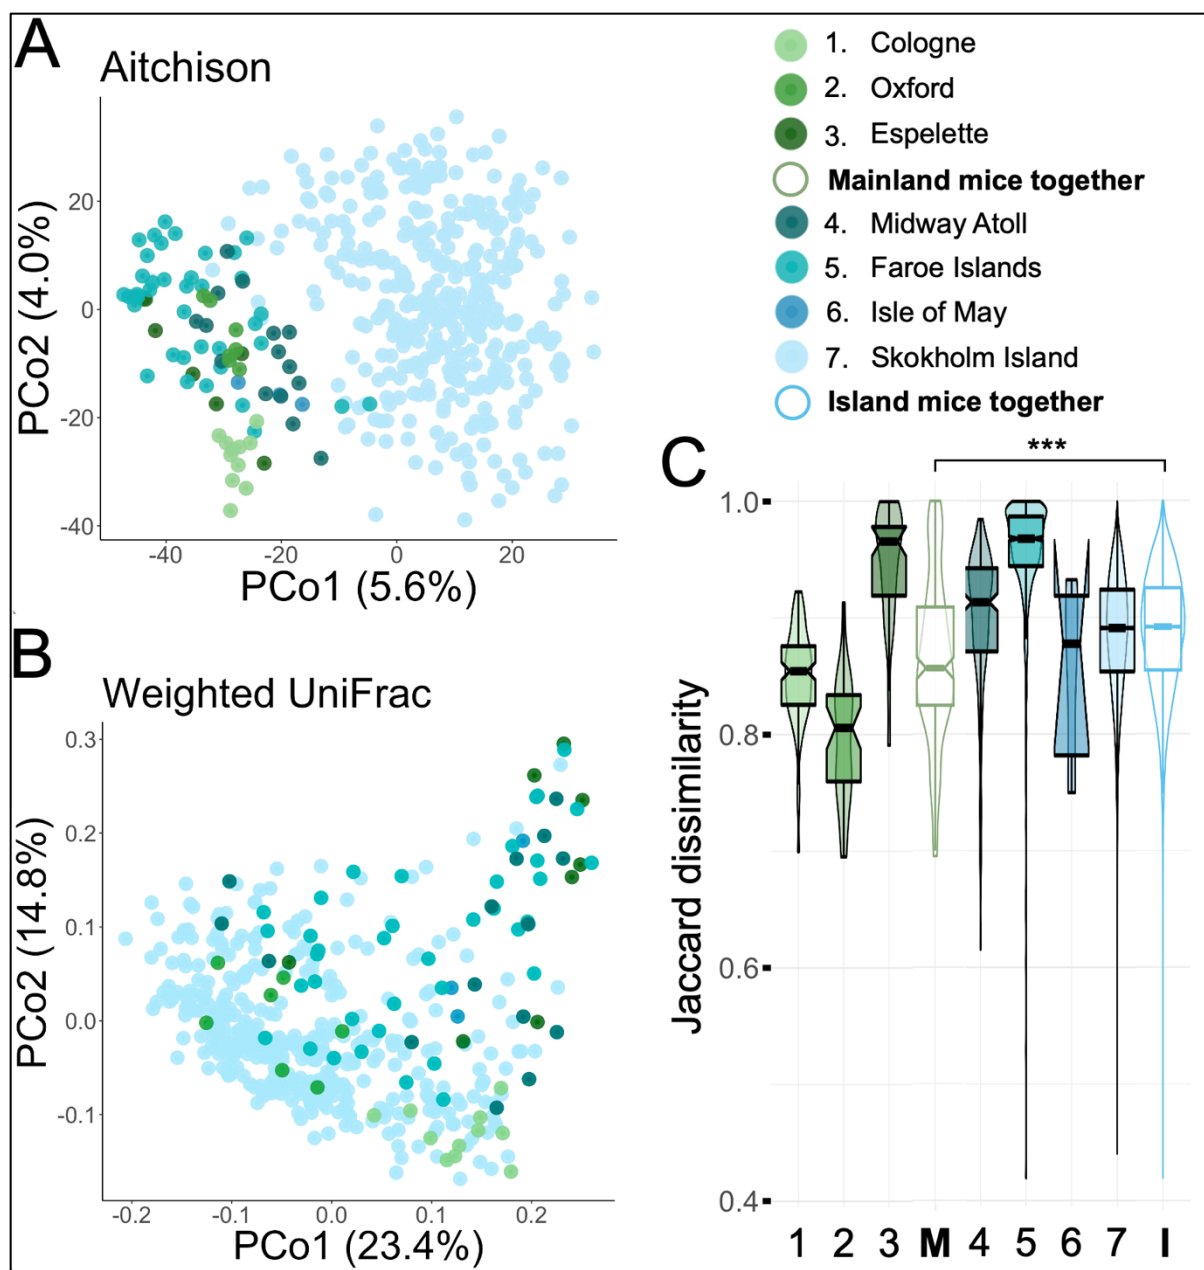 A
Aitchison
20
0
-20
-40
PCo2 (4.0%)
-40
-20
0
20
PCo1 (5.6%)
1. Cologne
2. Oxford
3. Espelette
Mainland mice together
4. Midway Atoll
5. Faroe Islands
6. Isle of May
7. Skokholm Island
Island mice together
B
Weighted UniFrac
0.3
0.2
0.1
0.0
-0.1
PCo2 (14.8%)
-0.2
-0.1
0.0
0.1
0.2
PCo1 (23.4%)
C
***
1.0
0.8
0.6
0.4
Jaccard dissimilarity
1 2 3 M 4 5 6 7 I